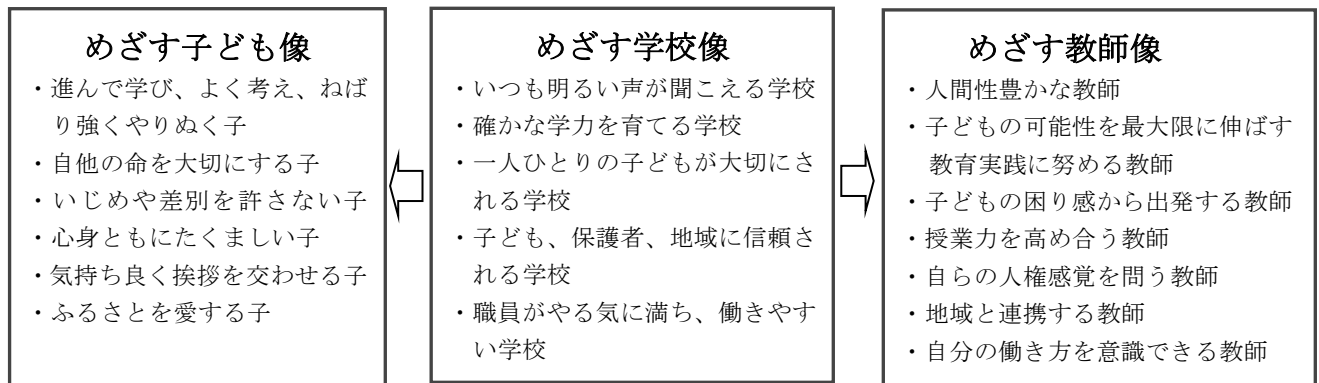 めざす子ども像
・進んで学び、よく考え、ねば
り強くやりぬく子
・自他の命を大切にする子
・いじめや差別を許さない子
・心身ともにたくましい子
・気持ち良く挨拶を交わせる子
・ふるさとを愛する子
めざす学校像
・いつも明るい声が聞こえる学校
・確かな学力を育てる学校
・一人ひとりの子どもが大切にさ
れる学校
・子ども、保護者、地域に信頼さ
れる学校
・職員がやる気に満ち、働きやす
い学校
めざす教師像
・人間性豊かな教師
・子どもの可能性を最大限に伸ばす
教育実践に努める教師
・子どもの困り感から出発する教師
・授業力を高め合う教師
・自らの人権感覚を問う教師
・地域と連携する教師
・自分の働き方を意識できる教師